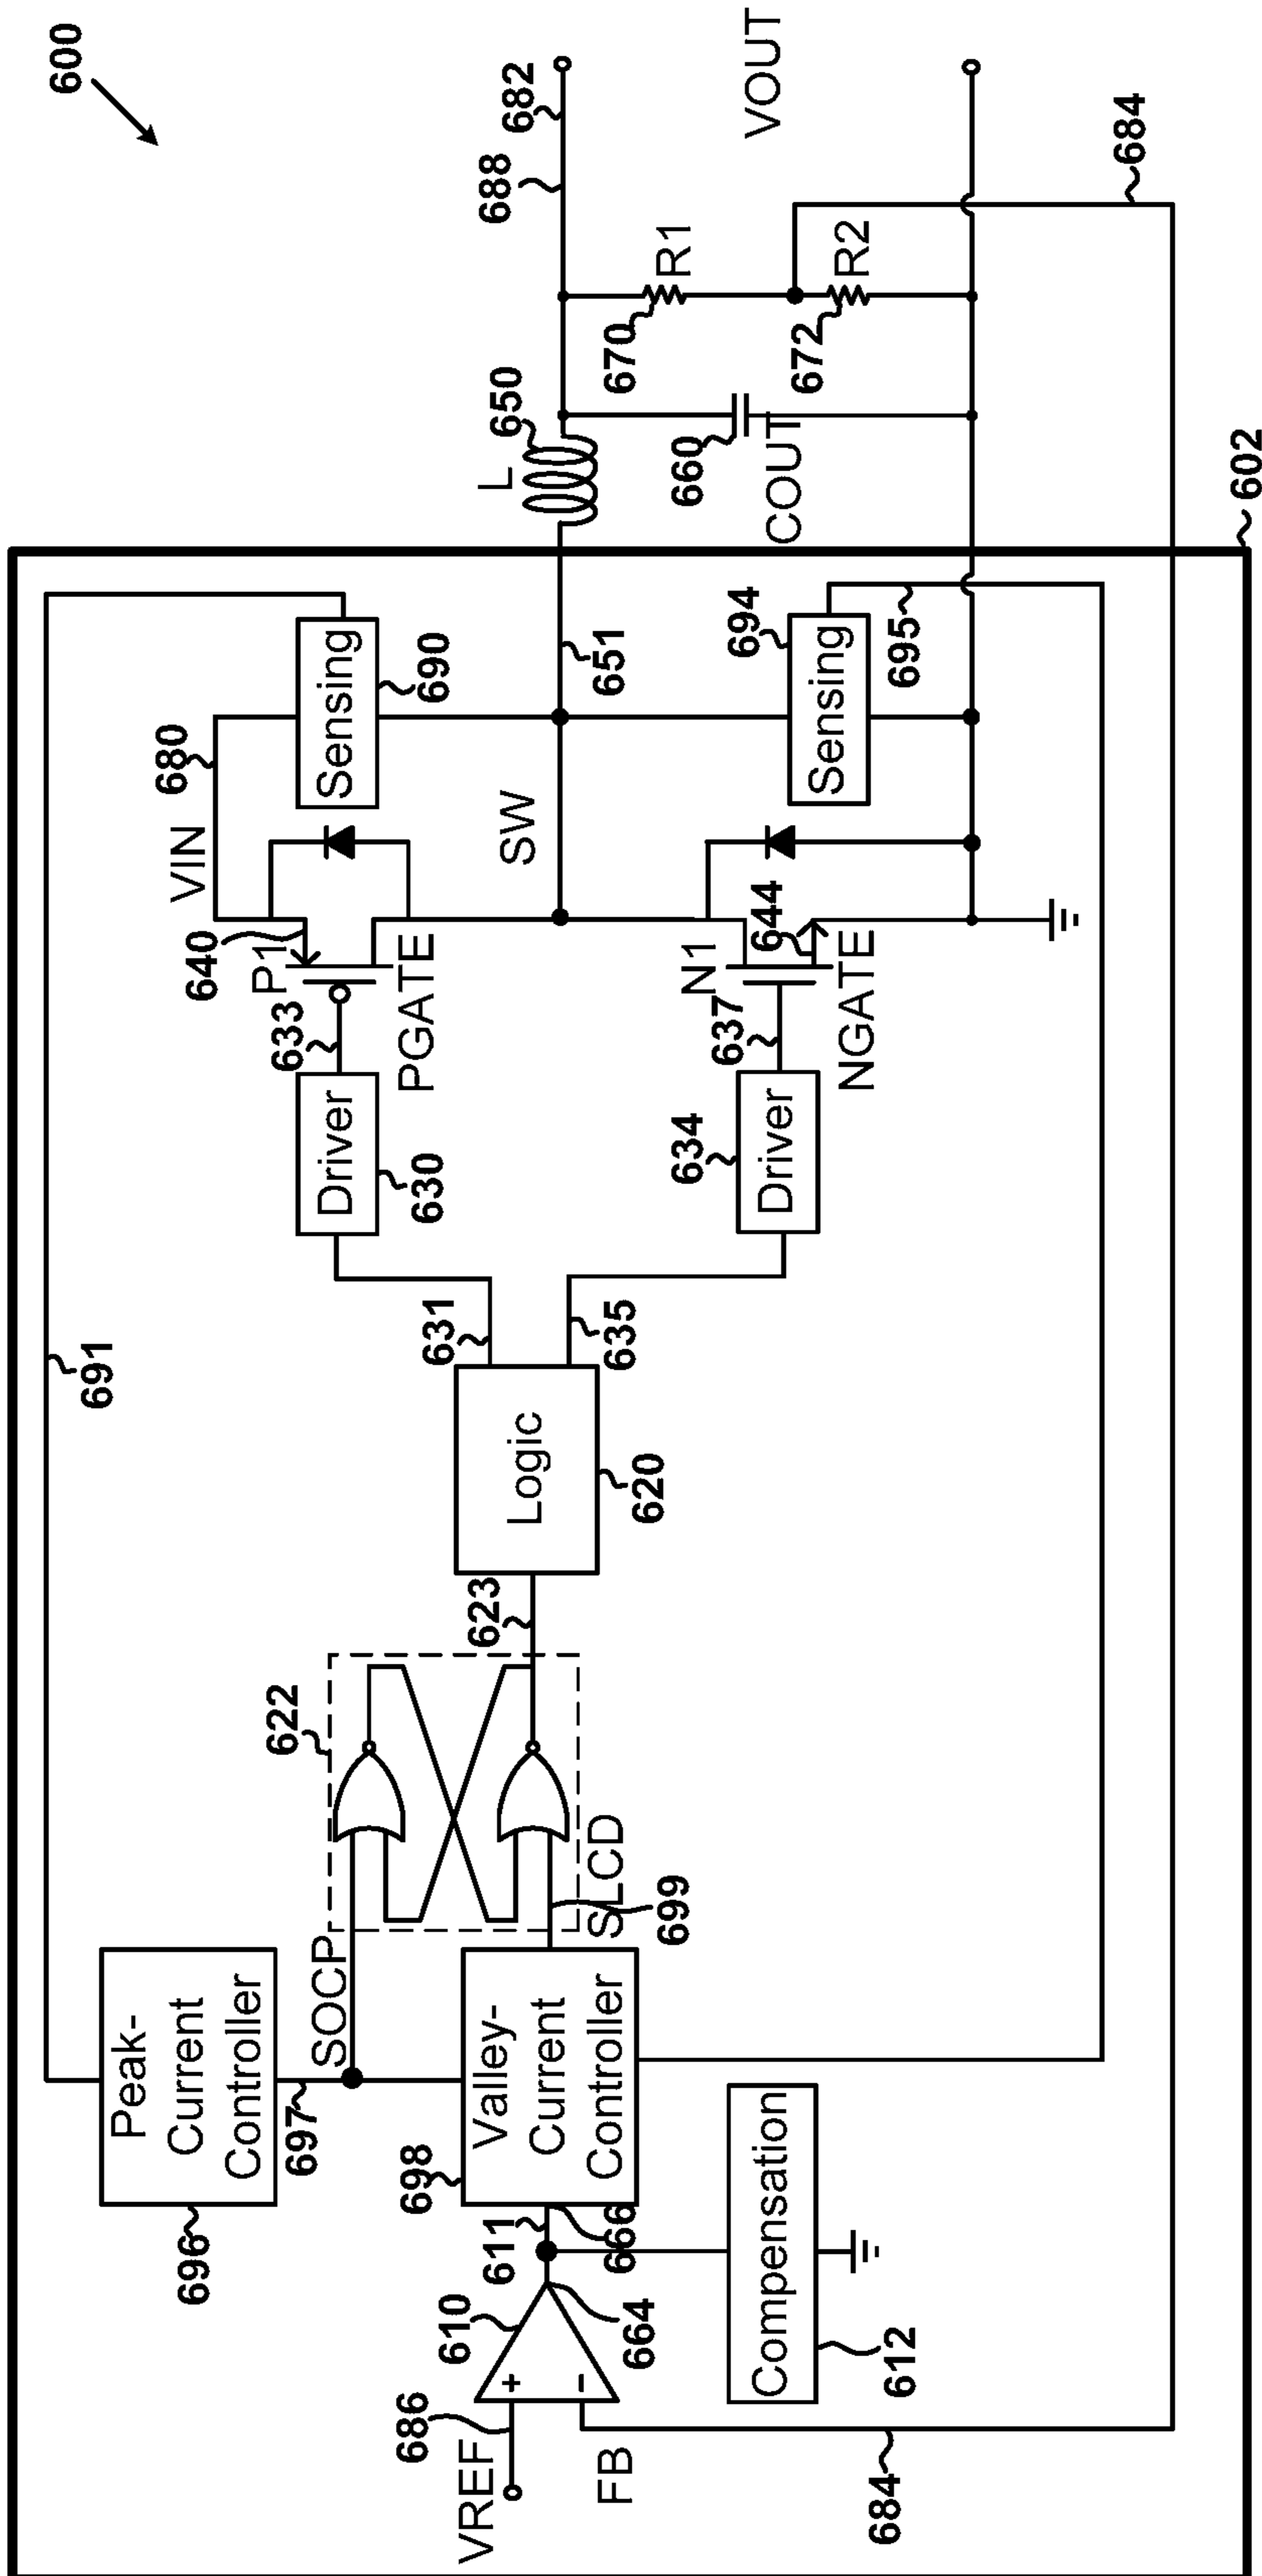 600
602
691
696
Peak-
Current
Controller
697
SOCP
622
698
Valley-
Current
Controller
SLCD
699
623
Logic
620
631
635
Driver
630
633
P1
640
PGATE
VIN
680
Sensing
690
SW
651
Driver
634
637
N1
644
NGATE
Sensing
694
695
L
650
688
682
VOUT
660
COUT
670
R1
672
R2
684
VREF
686
610
+
-
FB
664
611
666
Compensation
612
684